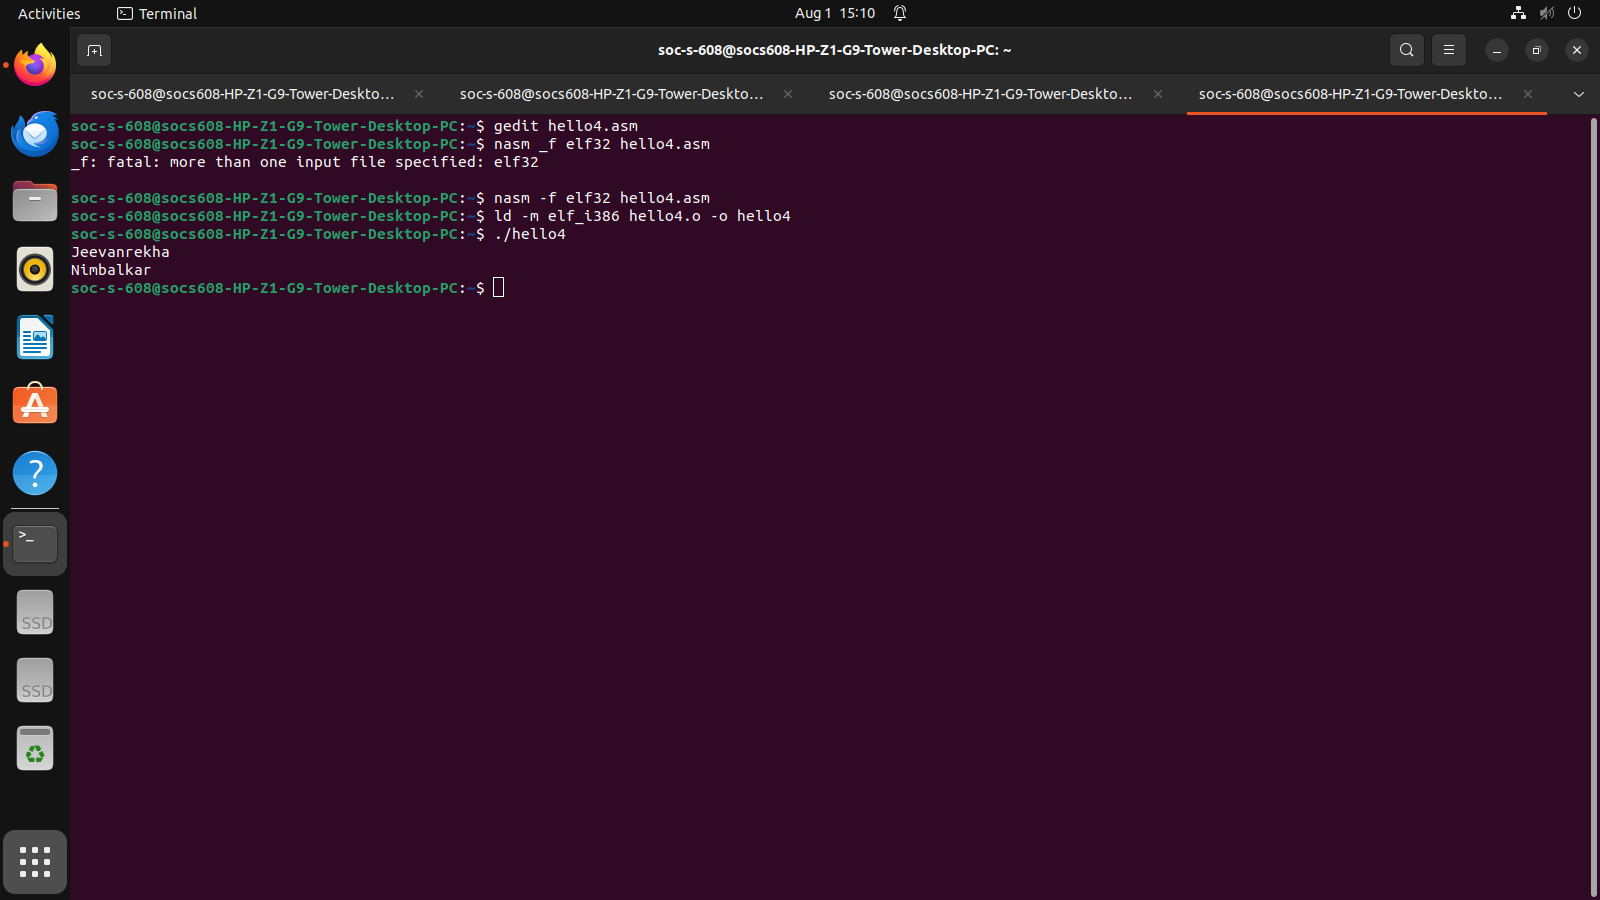 Activities Terminal Aug 1 15:10
soc-s-608@socs608-HP-Z1-G9-Tower-Desktop-PC: ~
soc-s-608@socs608-HP-Z1-G9-Tower-Deskto... soc-s-608@socs608-HP-Z1-G9-Tower-Deskto... soc-s-608@socs608-HP-Z1-G9-Tower-Deskto... soc-s-608@socs608-HP-Z1-G9-Tower-Deskto...
soc-s-608@socs608-HP-Z1-G9-Tower-Desktop-PC:~$ gedit hello4.asm
soc-s-608@socs608-HP-Z1-G9-Tower-Desktop-PC:~$ nasm _f elf32 hello4.asm
_f: fatal: more than one input file specified: elf32
soc-s-608@socs608-HP-Z1-G9-Tower-Desktop-PC:~$ nasm -f elf32 hello4.asm
soc-s-608@socs608-HP-Z1-G9-Tower-Desktop-PC:~$ ld -m elf_i386 hello4.o -o hello4
soc-s-608@socs608-HP-Z1-G9-Tower-Desktop-PC:~$ ./hello4
Jeevanrekha
Nimbalkar
soc-s-608@socs608-HP-Z1-G9-Tower-Desktop-PC:~$
SSD
SSD